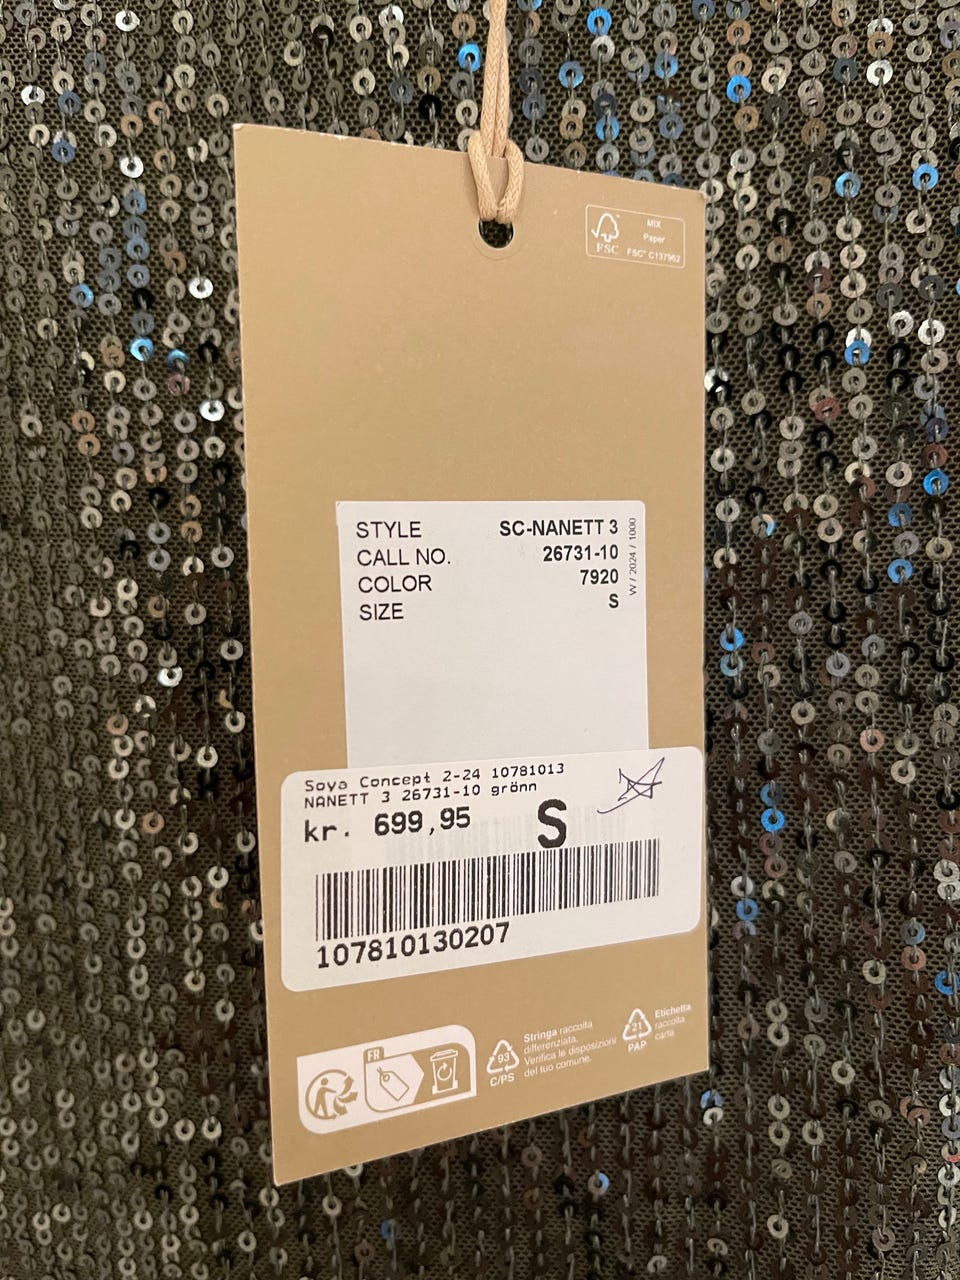 FSC
MIX
Paper
FSC™ C137962
STYLE SC-NANETT 3
CALL NO. 26731-10
COLOR 7920
SIZE S
W / 2024 / 1000
Soya Concept 2-24 10781013
NANETT 3 26731-10 grönn
kr. 699,95 S
107810130207
FR
93
C/PS
Stringa raccolta
differenziata.
Verifica le disposizioni
del tuo comune.
21
PAP
Etichetta
raccolta
carta